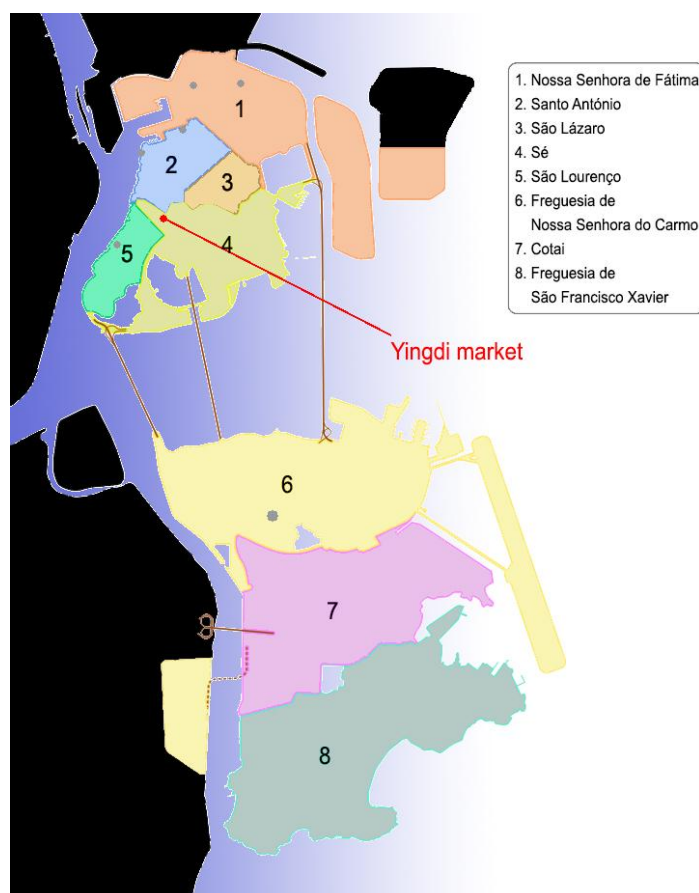 1. Nossa Senhora de Fátima
2. Santo António
3. São Lázaro
4. Sé
5. São Lourenço
6. Freguesia de
Nossa Senhora do Carmo
7. Cotai
8. Freguesia de
São Francisco Xavier
1
2
3
4
5
Yingdi market
6
7
8